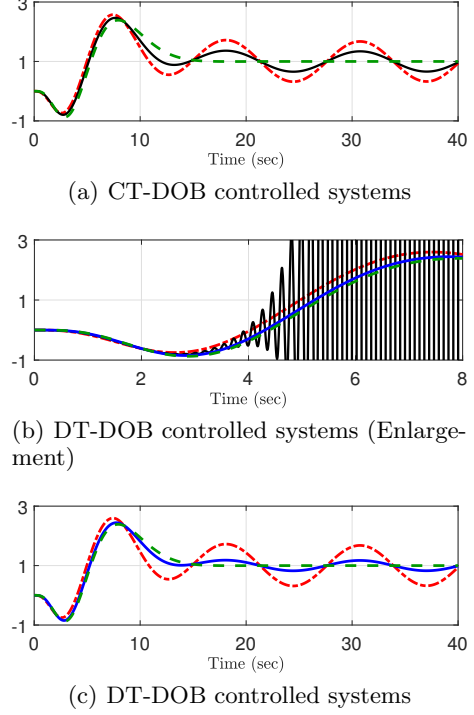 3
1
-1
0 10 20 30 40
Time (sec)
(a) CT-DOB controlled systems
3
1
-1
0 2 4 6 8
Time (sec)
(b) DT-DOB controlled systems (Enlarge-
ment)
3
1
-1
0 10 20 30 40
Time (sec)
(c) DT-DOB controlled systems